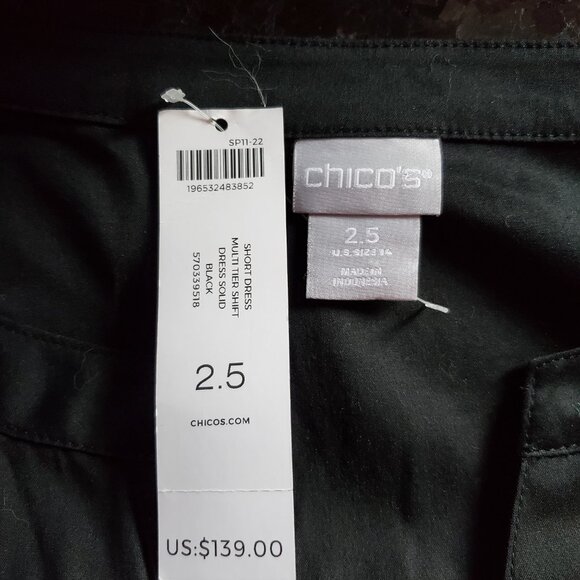 SP11-22
196532483852
SHORT DRESS
MULTI TIER SHIFT
DRESS SOLID
BLACK
570339518
2.5
CHICOS.COM
US:$139.00
chico's®
2.5
U.S. SIZE 14
MADE IN
INDONESIA